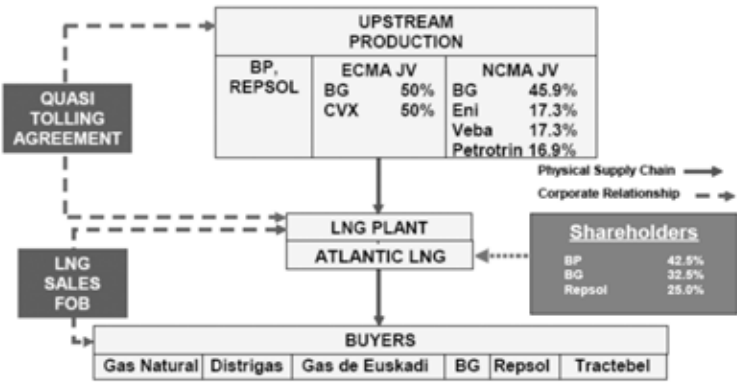 UPSTREAM
PRODUCTION
BP,
REPSOL
ECMA JV
BG 50%
CVX 50%
NCMA JV
BG 45.9%
Eni 17.3%
Veba 17.3%
Petrotrin 16.9%
QUASI
TOLLING
AGREEMENT
Physical Supply Chain
Corporate Relationship
LNG PLANT
ATLANTIC LNG
Shareholders
BP 42.5%
BG 32.5%
Repsol 25.0%
LNG
SALES
FOB
BUYERS
Gas Natural Distrigas Gas de Euskadi BG Repsol Tractebel